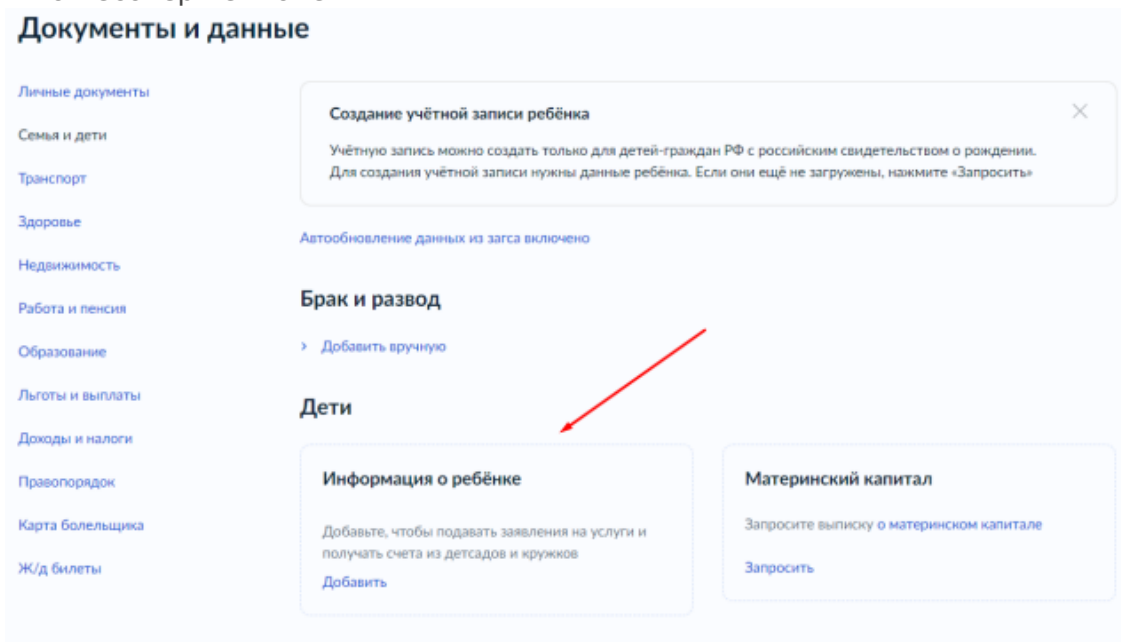 Документы и данные
Личные документы
Семья и дети
Транспорт
Здоровье
Недвижимость
Работа и пенсия
Образование
Льготы и выплаты
Доходы и налоги
Правопорядок
Карта болельщика
Ж/д билеты
Создание учётной записи ребёнка
Учётную запись можно создать только для детей-граждан РФ с российским свидетельством о рождении.
Для создания учётной записи нужны данные ребёнка. Если они ещё не загружены, нажмите «Запросить»
Автообновление данных из загса включено
Брак и развод
Добавить вручную
Дети
Информация о ребёнке
Добавьте, чтобы подавать заявления на услуги и
получать счета из детсадов и кружков
Добавить
Материнский капитал
Запросите выписку о материнском капитале
Запросить